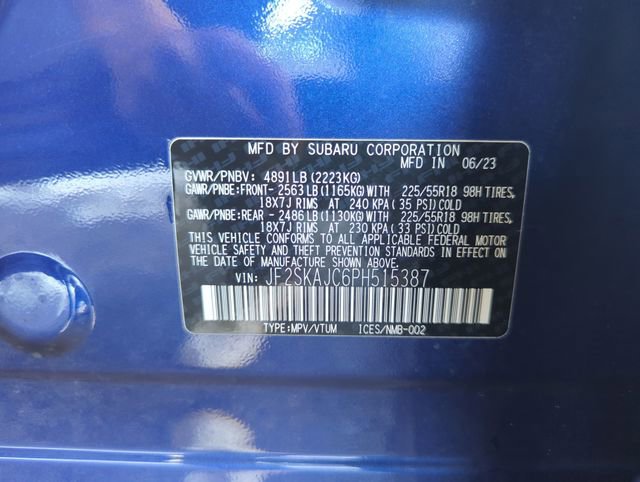 MFD BY SUBARU CORPORATION
MFD IN 06/23
GVWR/PNBV: 4891LB(2223KG)
GAWR/PNBE:FRONT-2563LB(1165KG)WITH 225/55R18 98H TIRES,
18X7J RIMS AT 240 KPA(35 PSI)COLD
GAWR/PNBE:REAR -2486LB(1130KG)WITH 225/55R18 98H TIRES,
18X7J RIMS AT 230 KPA(33 PSI)COLD
THIS VEHICLE CONFORMS TO ALL APPLICABLE FEDERAL MOTOR
VEHICLE SAFETY AND THEFT PREVENTION STANDARDS IN EFFECT ON
THE DATE OF MANUFACTURE SHOWN ABOVE.
VIN: JF2SKAJC6PH515387
TYPE:MPV/VTUM ICES/NMB-002